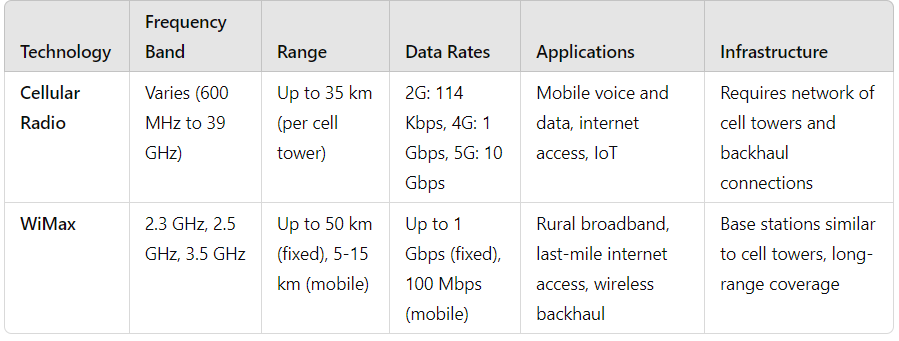 Technology Frequency Band Range Data Rates Applications Infrastructure
Cellular Radio
Varies (600 MHz to 39 GHz)
Up to 35 km (per cell tower)
2G: 114 Kbps, 4G: 1 Gbps, 5G: 10 Gbps
Mobile voice and data, internet access, IoT
Requires network of cell towers and backhaul connections
WiMax
2.3 GHz, 2.5 GHz, 3.5 GHz
Up to 50 km (fixed), 5-15 km (mobile)
Up to 1 Gbps (fixed), 100 Mbps (mobile)
Rural broadband, last-mile internet access, wireless backhaul
Base stations similar to cell towers, long-range coverage